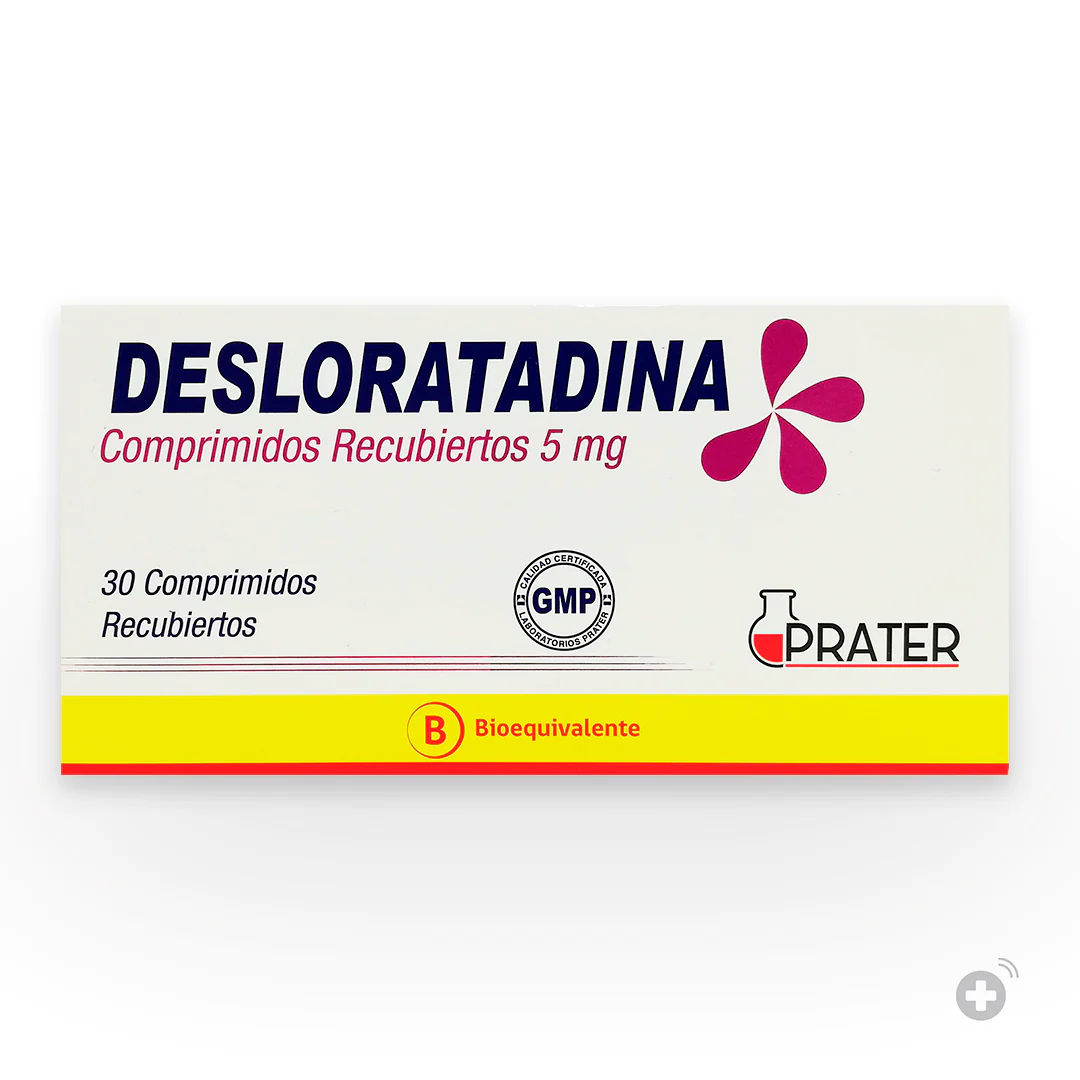 DESLORATADINA
Comprimidos Recubiertos 5 mg
30 Comprimidos
Recubiertos
CALIDAD CERTIFICADA
GMP
LABORATORIOS PRATER
PRATER
B Bioequivalente